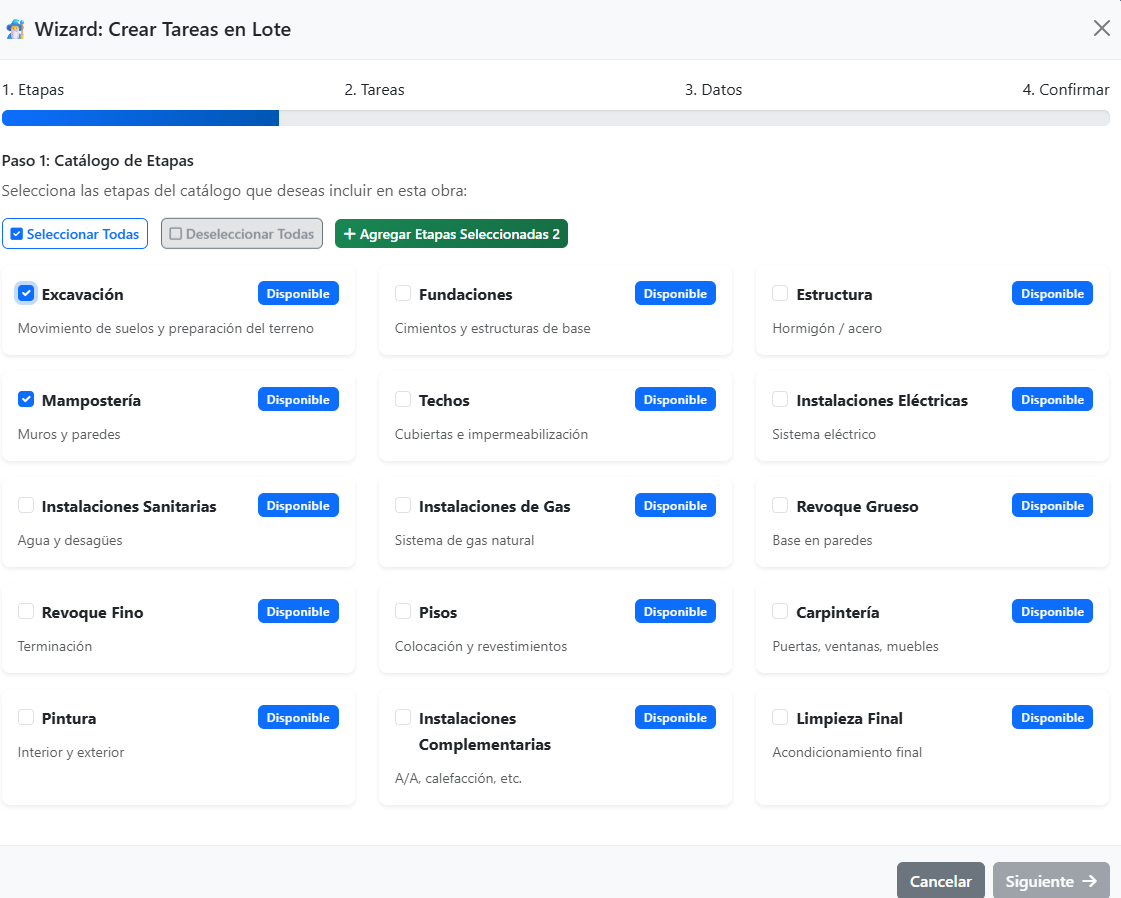 Wizard: Crear Tareas en Lote
1. Etapas 2. Tareas 3. Datos 4. Confirmar
Paso 1: Catálogo de Etapas
Selecciona las etapas del catálogo que deseas incluir en esta obra:
Seleccionar Todas Deseleccionar Todas + Agregar Etapas Seleccionadas 2
Excavación Disponible
Movimiento de suelos y preparación del terreno
Fundaciones Disponible
Cimientos y estructuras de base
Estructura Disponible
Hormigón / acero
Mampostería Disponible
Muros y paredes
Techos Disponible
Cubiertas e impermeabilización
Instalaciones Eléctricas Disponible
Sistema eléctrico
Instalaciones Sanitarias Disponible
Agua y desagües
Instalaciones de Gas Disponible
Sistema de gas natural
Revoque Grueso Disponible
Base en paredes
Revoque Fino Disponible
Terminación
Pisos Disponible
Colocación y revestimientos
Carpintería Disponible
Puertas, ventanas, muebles
Pintura Disponible
Interior y exterior
Instalaciones Disponible
Complementarias
A/A, calefacción, etc.
Limpieza Final Disponible
Acondicionamiento final
Cancelar Siguiente →